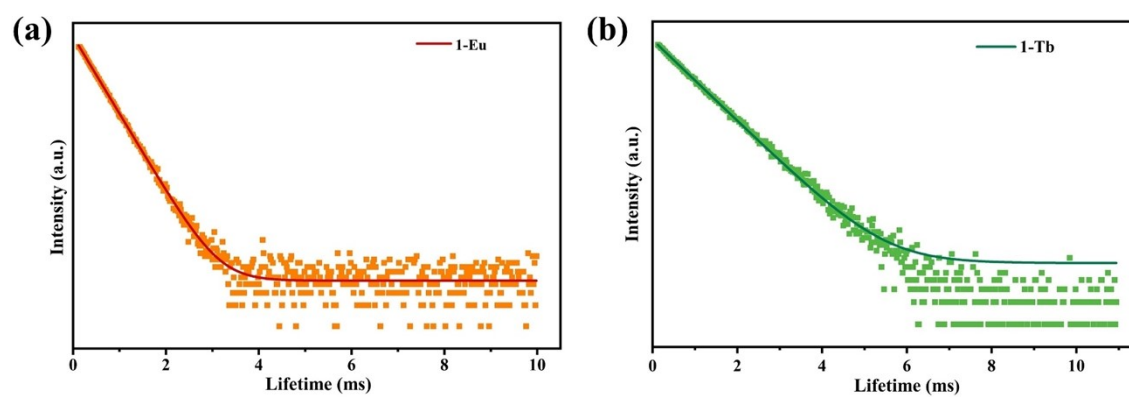 (a)
1-Eu
Intensity (a.u.)
0 2 4 6 8 10
Lifetime (ms)
(b)
1-Tb
Intensity (a.u.)
0 2 4 6 8 10
Lifetime (ms)